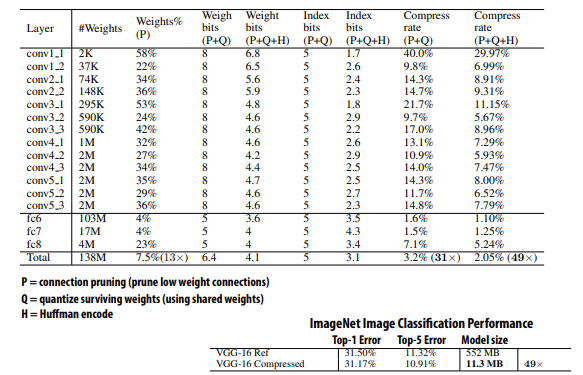 Layer #Weights Weights% (P) Weigh bits (P+Q) Weight bits (P+Q+H) Index bits (P+Q) Index bits (P+Q+H) Compress rate (P+Q) Compress rate (P+Q+H)
conv1_1 2K 58% 8 6.8 5 1.7 40.0% 29.97%
conv1_2 37K 22% 8 6.5 5 2.6 9.8% 6.99%
conv2_1 74K 34% 8 5.6 5 2.4 14.3% 8.91%
conv2_2 148K 36% 8 5.9 5 2.3 14.7% 9.31%
conv3_1 295K 53% 8 4.8 5 1.8 21.7% 11.15%
conv3_2 590K 24% 8 4.6 5 2.9 9.7% 5.67%
conv3_3 590K 42% 8 4.6 5 2.2 17.0% 8.96%
conv4_1 1M 32% 8 4.6 5 2.6 13.1% 7.29%
conv4_2 2M 27% 8 4.2 5 2.9 10.9% 5.93%
conv4_3 2M 34% 8 4.4 5 2.5 14.0% 7.47%
conv5_1 2M 35% 8 4.7 5 2.5 14.3% 8.00%
conv5_2 2M 29% 8 4.6 5 2.7 11.7% 6.52%
conv5_3 2M 36% 8 4.6 5 2.3 14.8% 7.79%
fc6 103M 4% 5 3.6 5 3.5 1.6% 1.10%
fc7 17M 4% 5 4 5 4.3 1.5% 1.25%
fc8 4M 23% 5 4 5 3.4 7.1% 5.24%
Total 138M 7.5%(13×) 6.4 4.1 5 3.1 3.2% (31×) 2.05% (49×)
P = connection pruning (prune low weight connections)
Q = quantize surviving weights (using shared weights)
H = Huffman encode
ImageNet Image Classification Performance
Top-1 Error Top-5 Error Model size
VGG-16 Ref 31.50% 11.32% 552 MB
VGG-16 Compressed 31.17% 10.91% 11.3 MB 49×